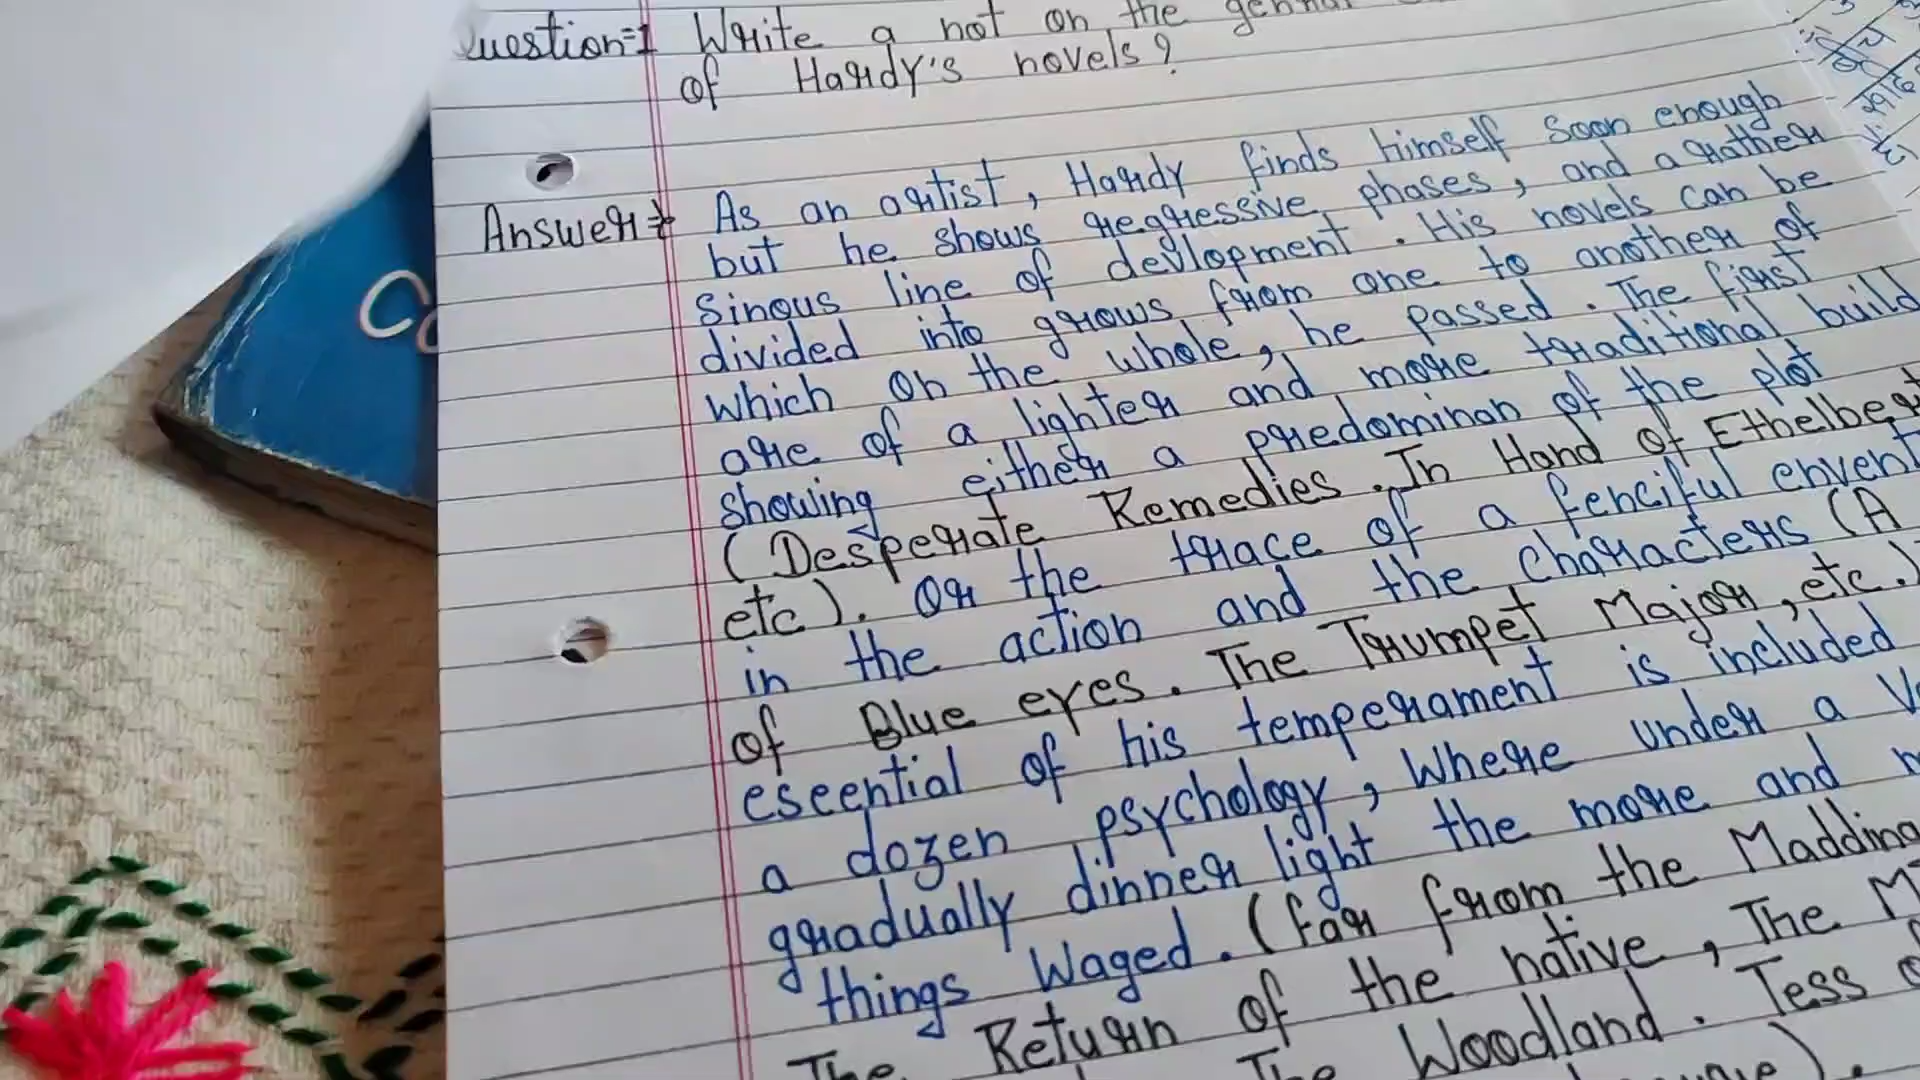 Question=1 Write a not on the
of Hardy's novels?
Answer⇒ As an artist, Hardy finds himself soon enough
but he shows regressive phases, and a rather
Sinous line of devlopment. His novels can be
divided into grows from one to another of
which on the whole, he passed. The first
are of a lighter and more traditional build
showing either a predominan of the plot
(Desperate Remedies. In Hand of Ethelbert
etc). Or the trace of a fenciful envent
in the action and the characters (A
of Blue eyes. The Trumpet Major, etc.)
eseential of his temperament is included
a dozen psychology, where under a
gradually dinner light the more and
things waged. (far from the Madding
The Return of the native, The
The Woodland. Tess